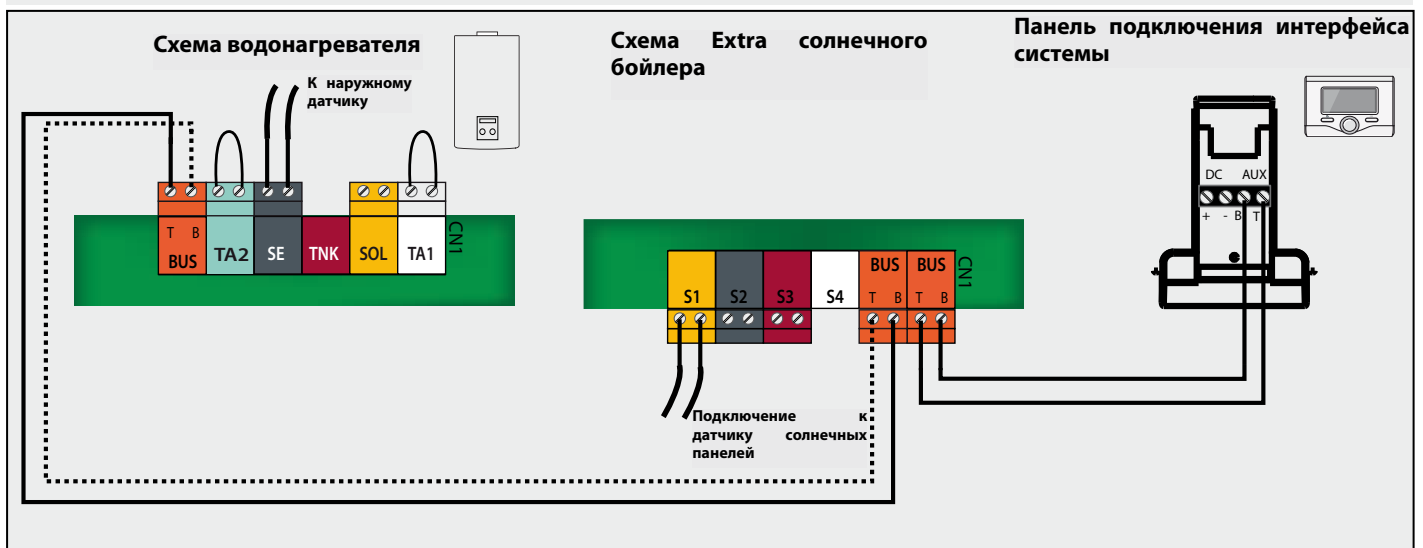 Схема водонагревателя
К наружному
датчику
T B
BUS
TA2
SE
TNK
SOL
TA1
CN1
Схема Extra солнечного
бойлера
S1
S2
S3
S4
BUS
T B
BUS
T B
CN1
Подключение к
датчику солнечных
панелей
Панель подключения интерфейса
системы
DC AUX
+ - B T